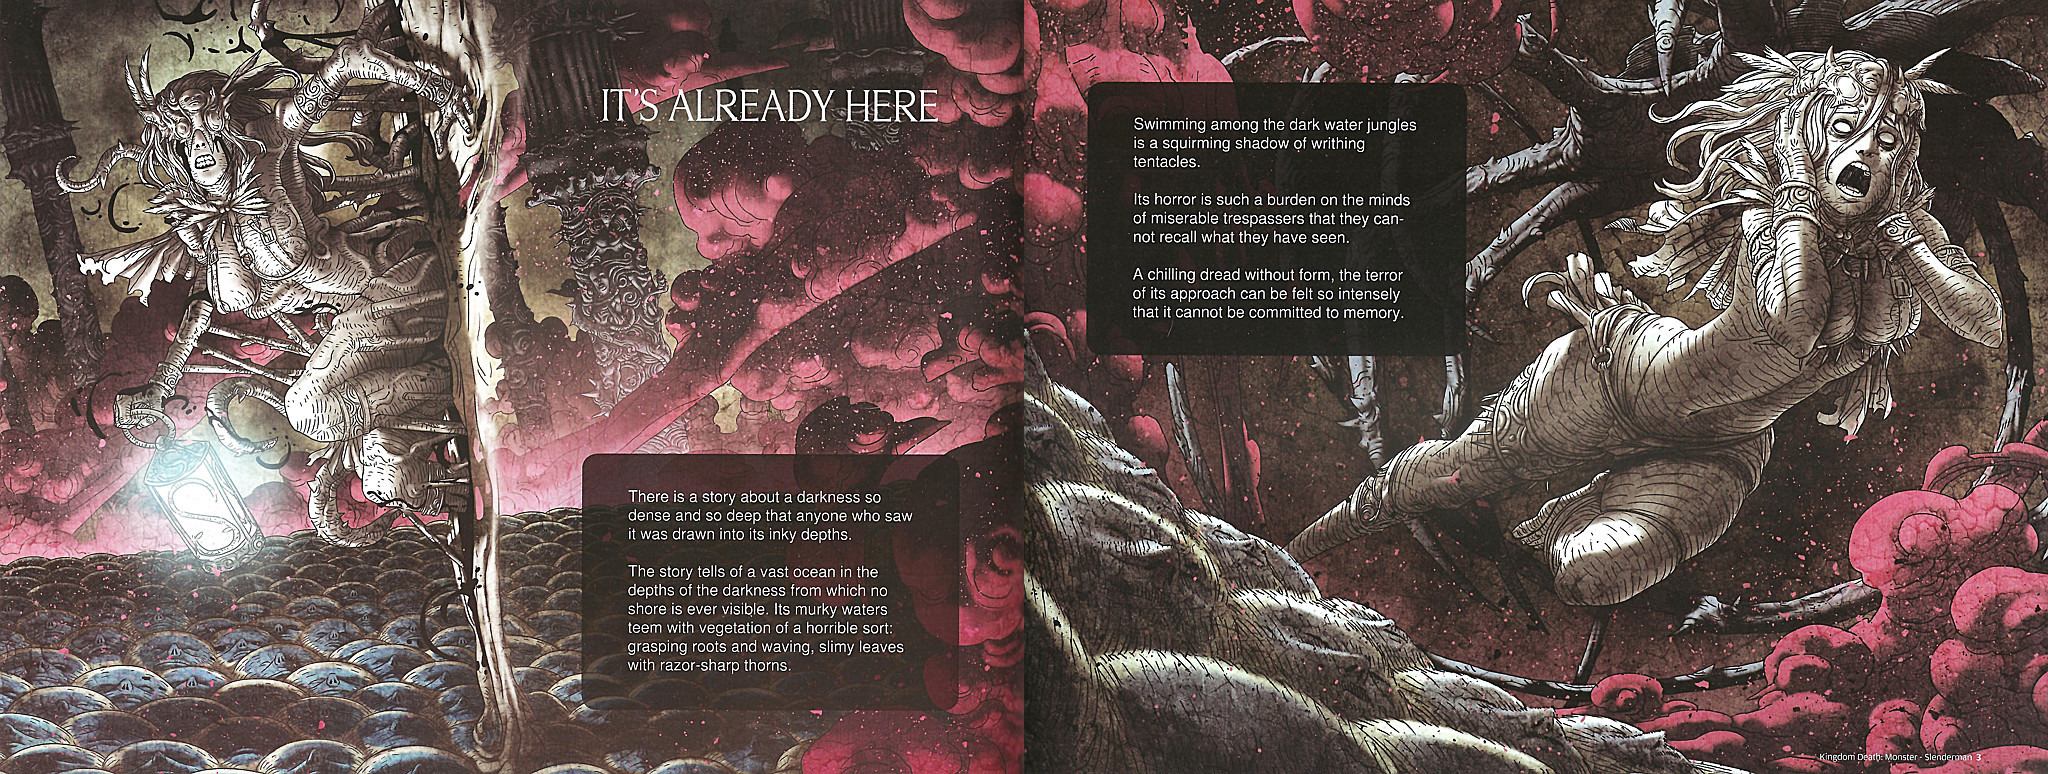 IT'S ALREADY HERE
There is a story about a darkness so
dense and so deep that anyone who saw
it was drawn into its inky depths.
The story tells of a vast ocean in the
depths of the darkness from which no
shore is ever visible. Its murky waters
teem with vegetation of a horrible sort:
grasping roots and waving, slimy leaves
with razor-sharp thorns.
Swimming among the dark water jungles
is a squirming shadow of writhing
tentacles.
Its horror is such a burden on the minds
of miserable trespassers that they can-
not recall what they have seen.
A chilling dread without form, the terror
of its approach can be felt so intensely
that it cannot be committed to memory.
Kingdom Death: Monster - Slenderman 3